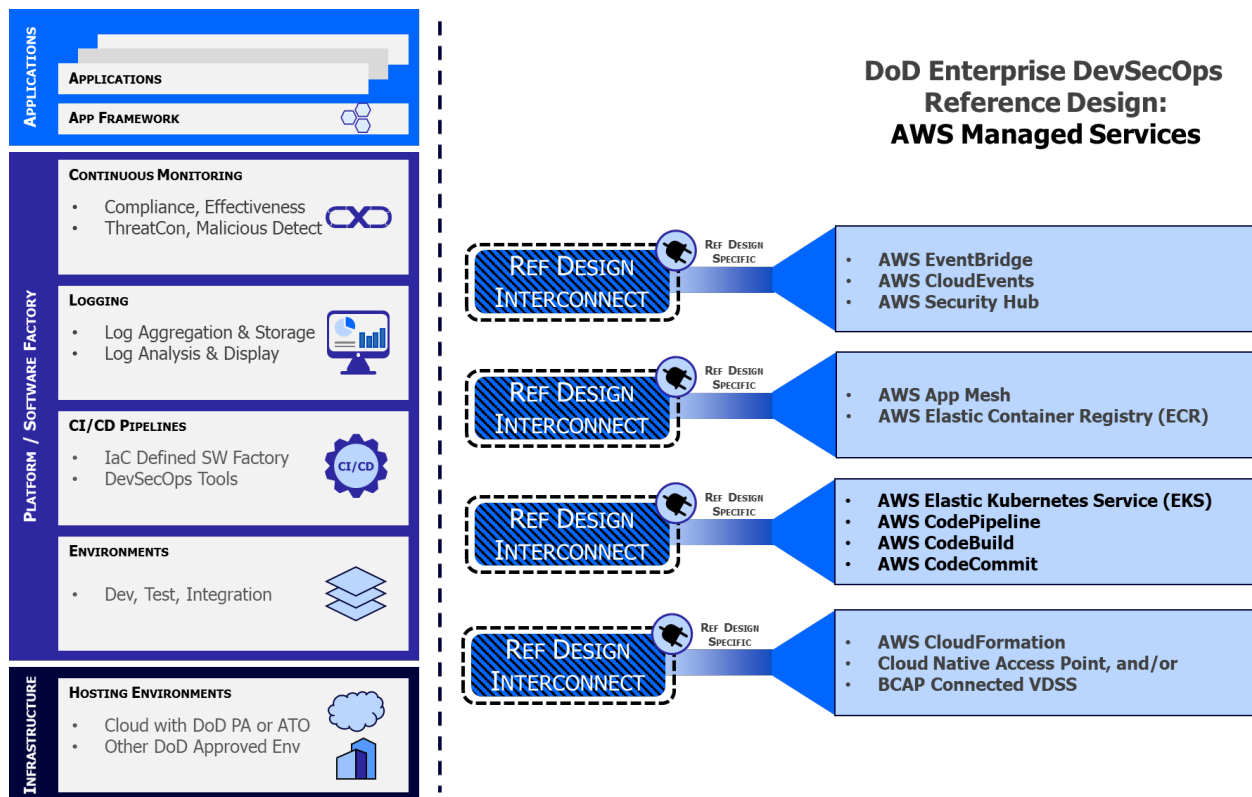 APPLICATIONS
APPLICATIONS
APP FRAMEWORK
PLATFORM / SOFTWARE FACTORY
CONTINUOUS MONITORING
• Compliance, Effectiveness
• ThreatCon, Malicious Detect
LOGGING
• Log Aggregation & Storage
• Log Analysis & Display
CI/CD PIPELINES
• IaC Defined SW Factory
• DevSecOps Tools
CI/CD
ENVIRONMENTS
• Dev, Test, Integration
INFRASTRUCTURE
HOSTING ENVIRONMENTS
• Cloud with DoD PA or ATO
• Other DoD Approved Env
DoD Enterprise DevSecOps
Reference Design:
AWS Managed Services
REF DESIGN
INTERCONNECT
REF DESIGN
SPECIFIC
• AWS EventBridge
• AWS CloudEvents
• AWS Security Hub
REF DESIGN
INTERCONNECT
REF DESIGN
SPECIFIC
• AWS App Mesh
• AWS Elastic Container Registry (ECR)
REF DESIGN
INTERCONNECT
REF DESIGN
SPECIFIC
• AWS Elastic Kubernetes Service (EKS)
• AWS CodePipeline
• AWS CodeBuild
• AWS CodeCommit
REF DESIGN
INTERCONNECT
REF DESIGN
SPECIFIC
• AWS CloudFormation
• Cloud Native Access Point, and/or
• BCAP Connected VDSS